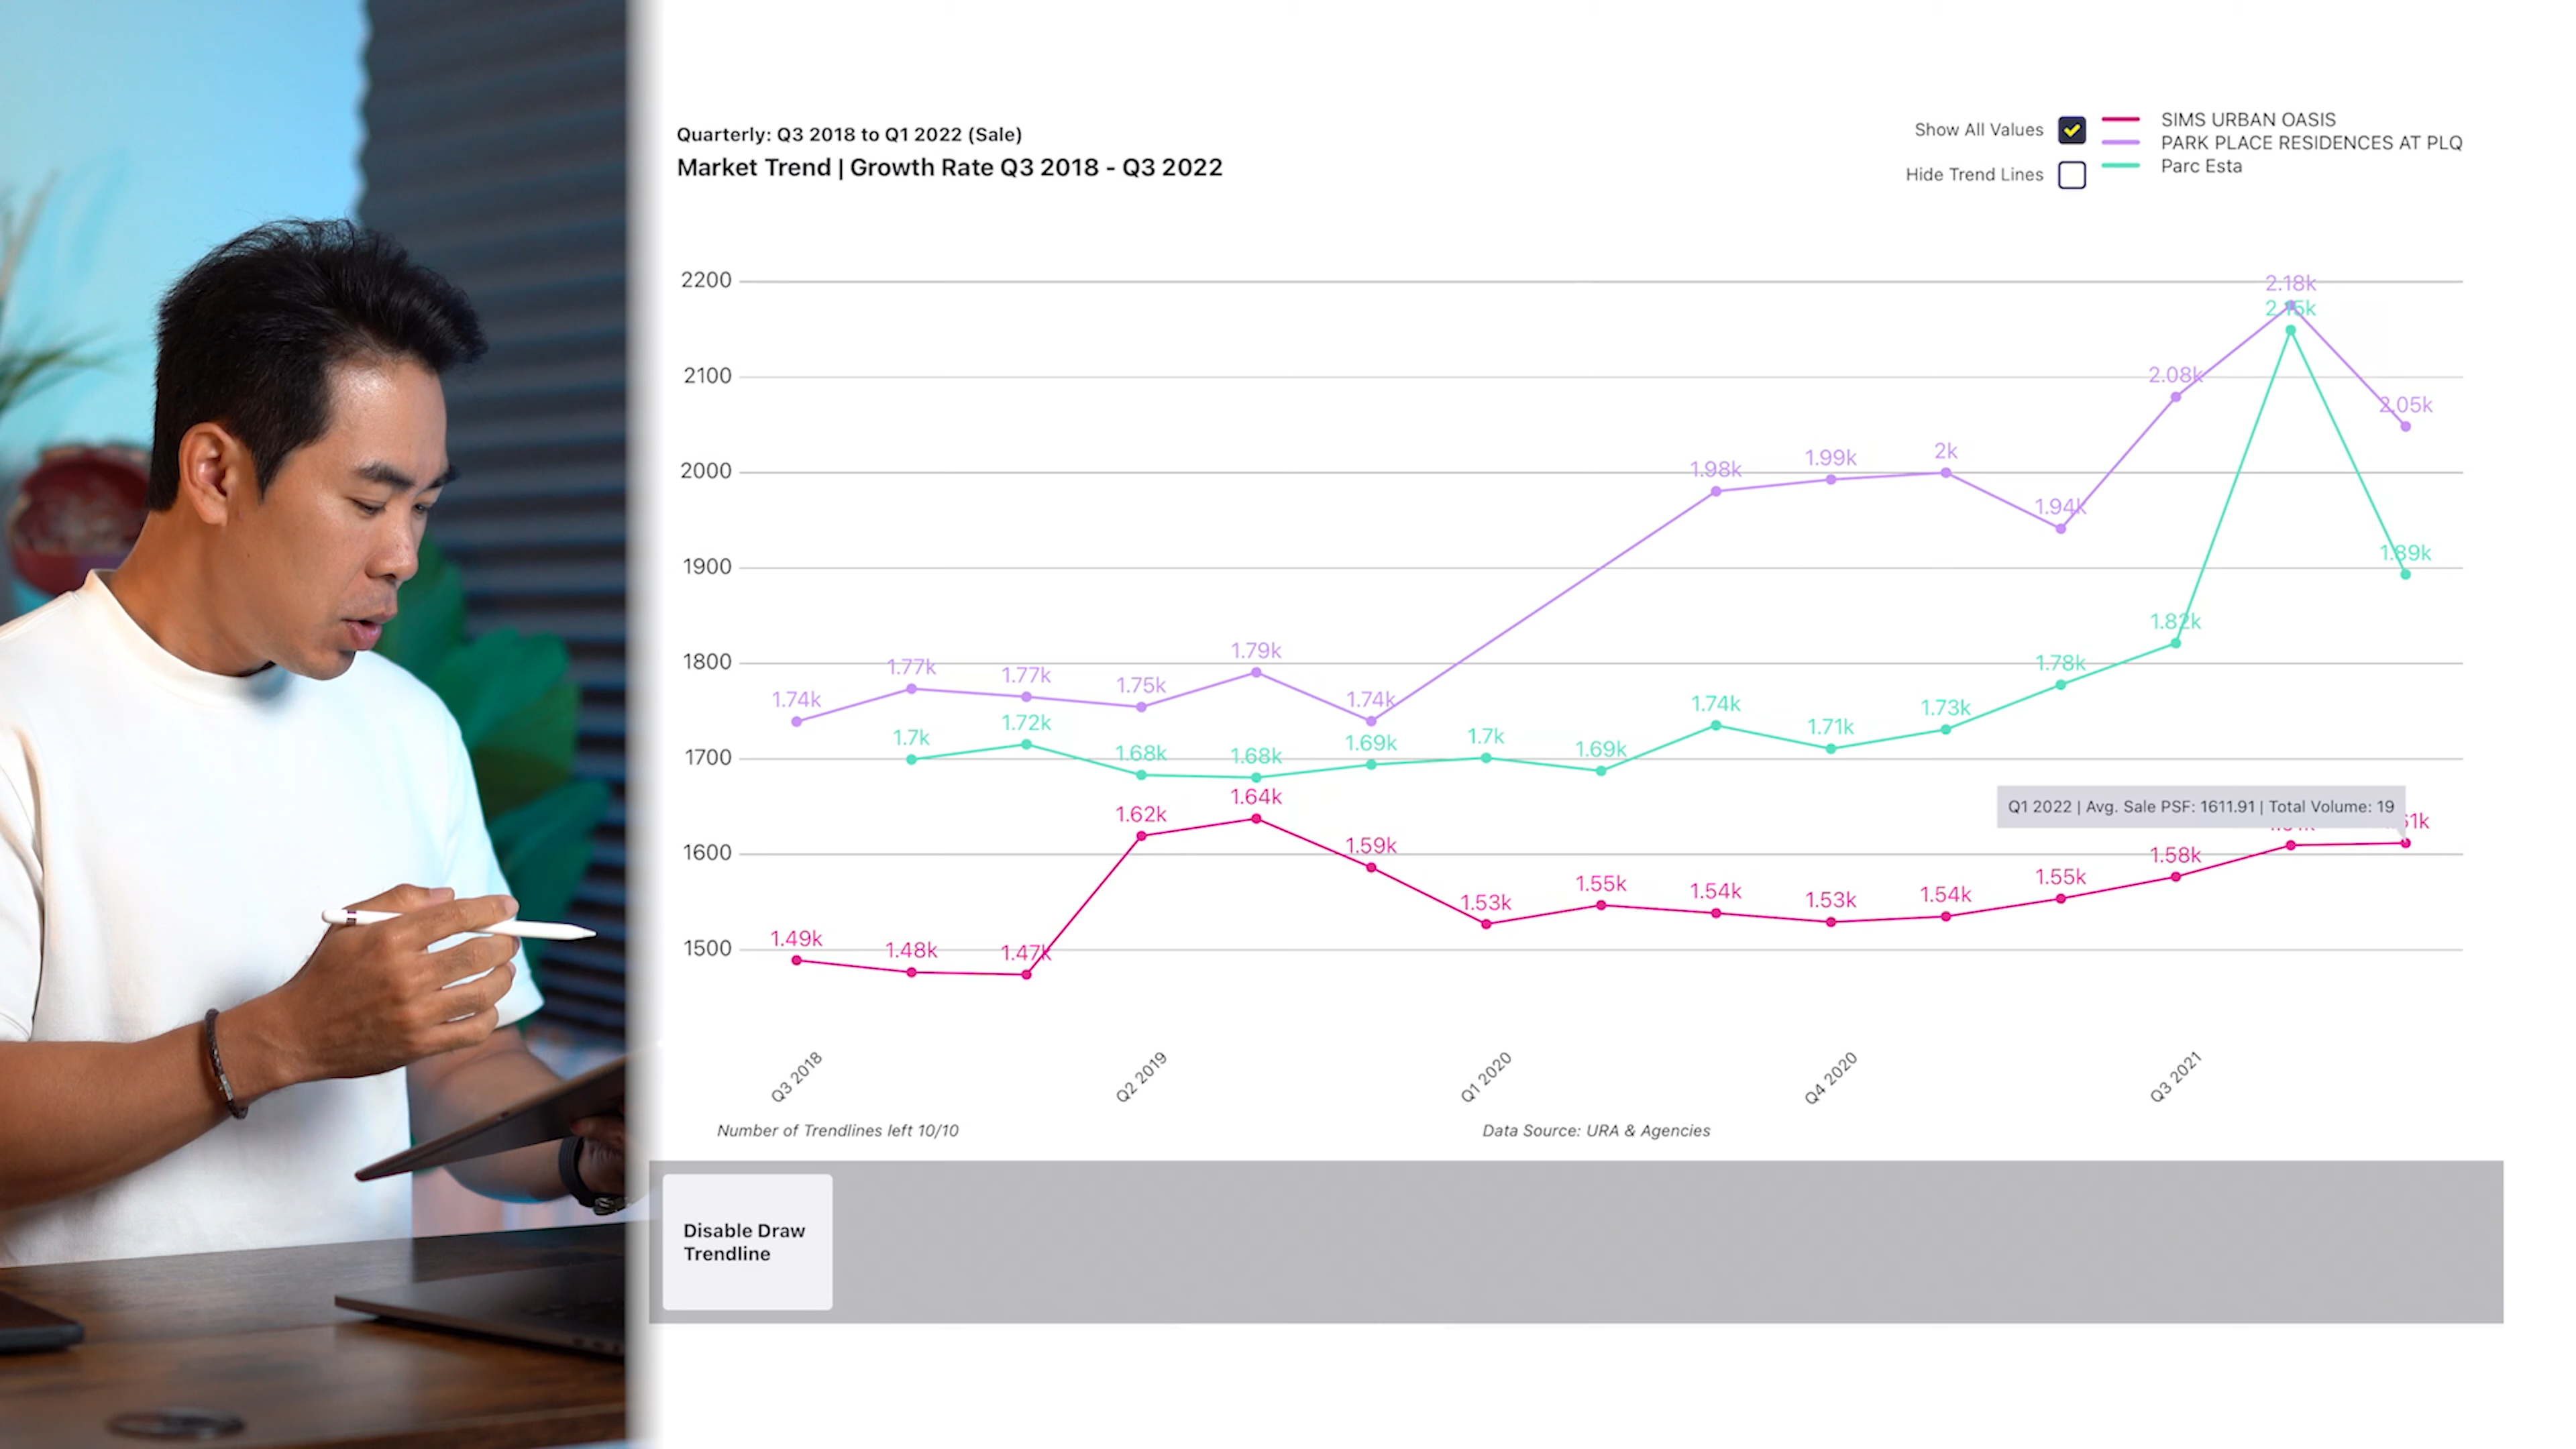 Quarterly: Q3 2018 to Q1 2022 (Sale)
Market Trend | Growth Rate Q3 2018 - Q3 2022
Show All Values
Hide Trend Lines
SIMS URBAN OASIS
PARK PLACE RESIDENCES AT PLQ
Parc Esta
2200
2100
2000
1900
1800
1700
1600
1500
1.74k 1.77k 1.77k 1.75k 1.79k 1.74k 1.98k 1.99k 2k 1.94k 2.08k 2.18k 2.05k
1.7k 1.72k 1.68k 1.68k 1.69k 1.7k 1.69k 1.74k 1.71k 1.73k 1.78k 1.82k 2.15k 1.89k
1.49k 1.48k 1.47k 1.62k 1.64k 1.59k 1.53k 1.55k 1.54k 1.53k 1.54k 1.55k 1.58k
Q1 2022 | Avg. Sale PSF: 1611.91 | Total Volume: 19
Q3 2018 Q2 2019 Q1 2020 Q4 2020 Q3 2021
Number of Trendlines left 10/10
Data Source: URA & Agencies
Disable Draw
Trendline